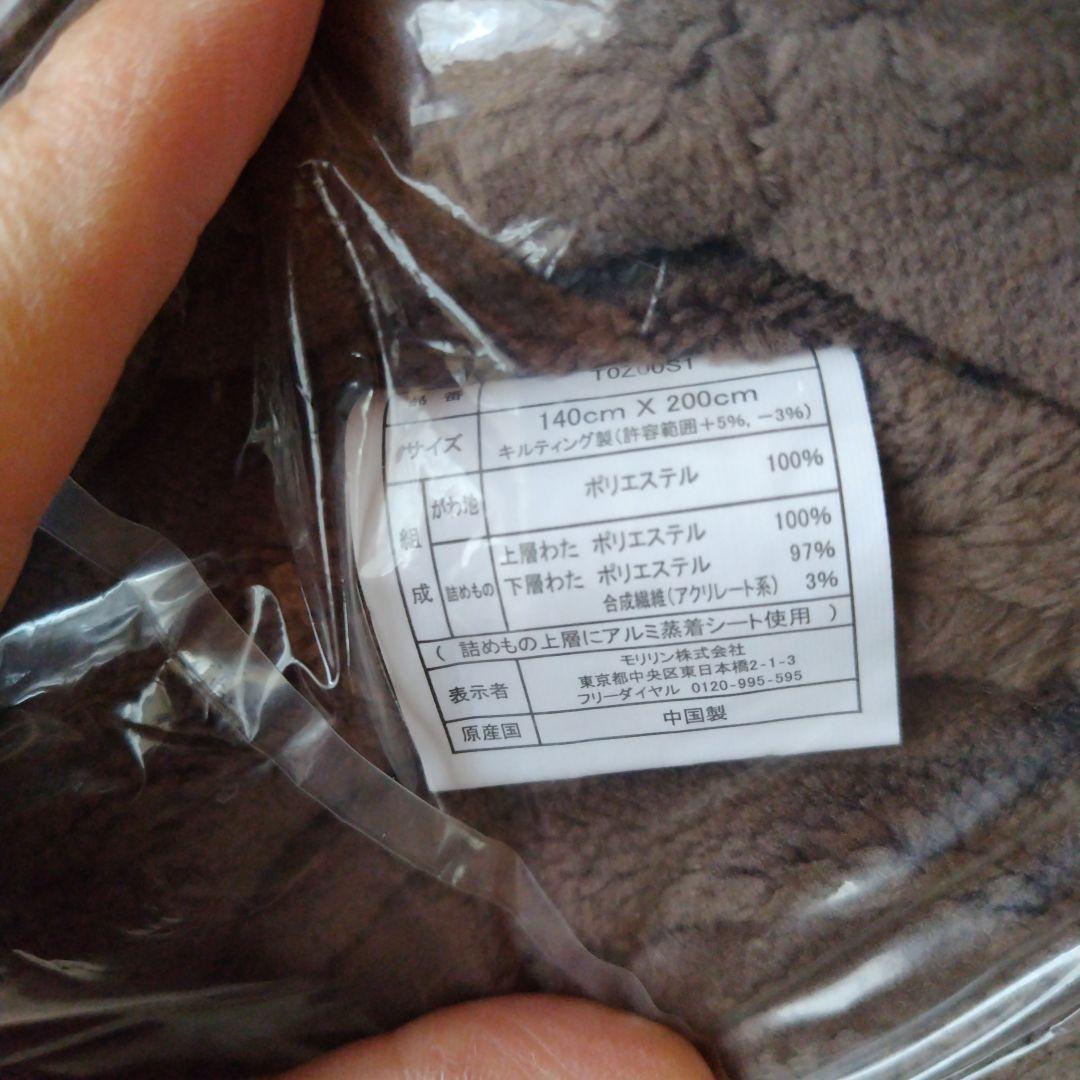 品番 T0Z00S1
サイズ 140cm X 200cm
キルティング製(許容範囲+5%, −3%)
組成 がわ地 ポリエステル 100%
詰めもの 上層わた ポリエステル 100%
下層わた ポリエステル 97%
合成繊維(アクリレート系) 3%
( 詰めもの上層にアルミ蒸着シート使用 )
表示者 モリリン株式会社
東京都中央区東日本橋2-1-3
フリーダイヤル 0120-995-595
原産国 中国製